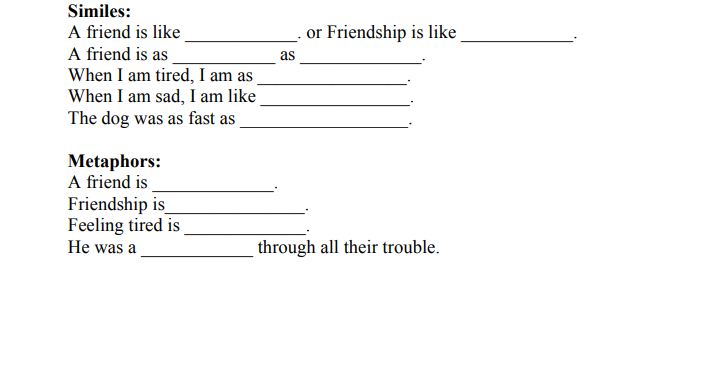 Similes:
A friend is like ____________. or Friendship is like ____________.
A friend is as ___________ as _____________.
When I am tired, I am as ________________.
When I am sad, I am like ________________.
The dog was as fast as __________________.
Metaphors:
A friend is _____________.
Friendship is_______________.
Feeling tired is _____________.
He was a ____________ through all their trouble.